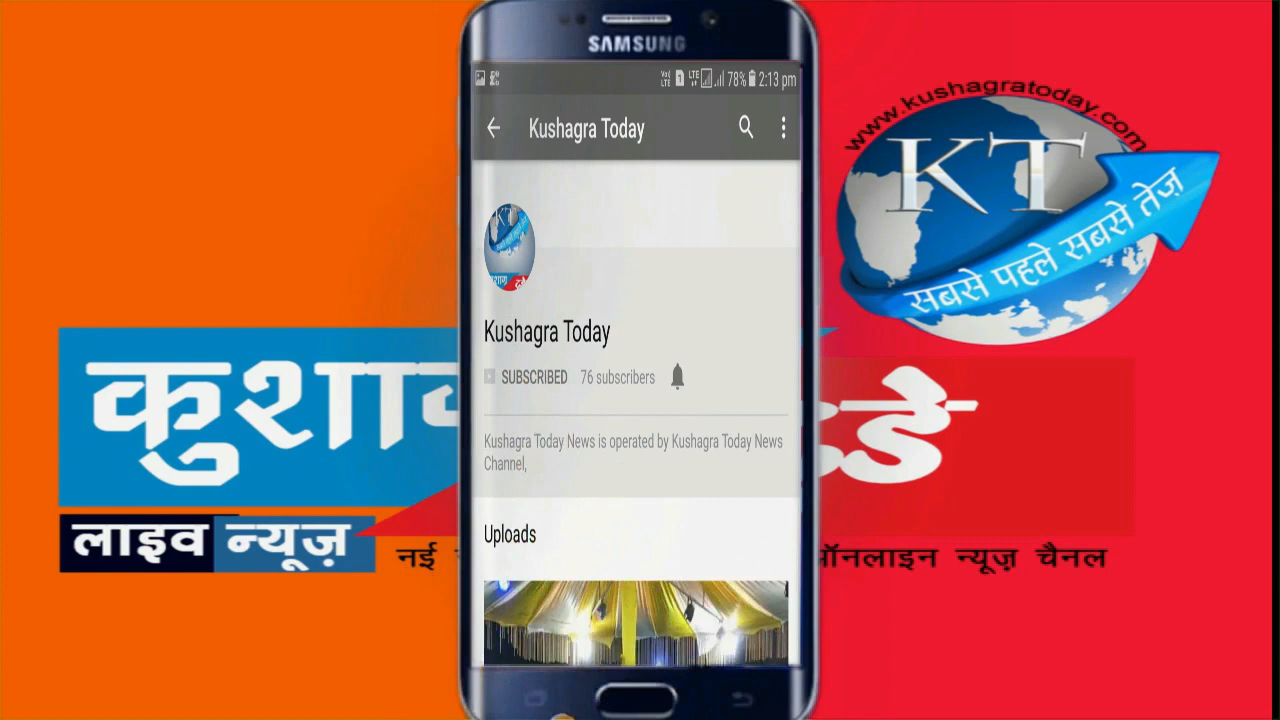 SAMSUNG
78% 2:13 pm
Kushagra Today
www.kushagratoday.com
KT
सबसे पहले सबसे तेज़
Kushagra Today
SUBSCRIBED 76 subscribers
Kushagra Today News is operated by Kushagra Today News
Channel,
Uploads
लाइव न्यूज़
नई
ऑनलाइन न्यूज़ चैनल